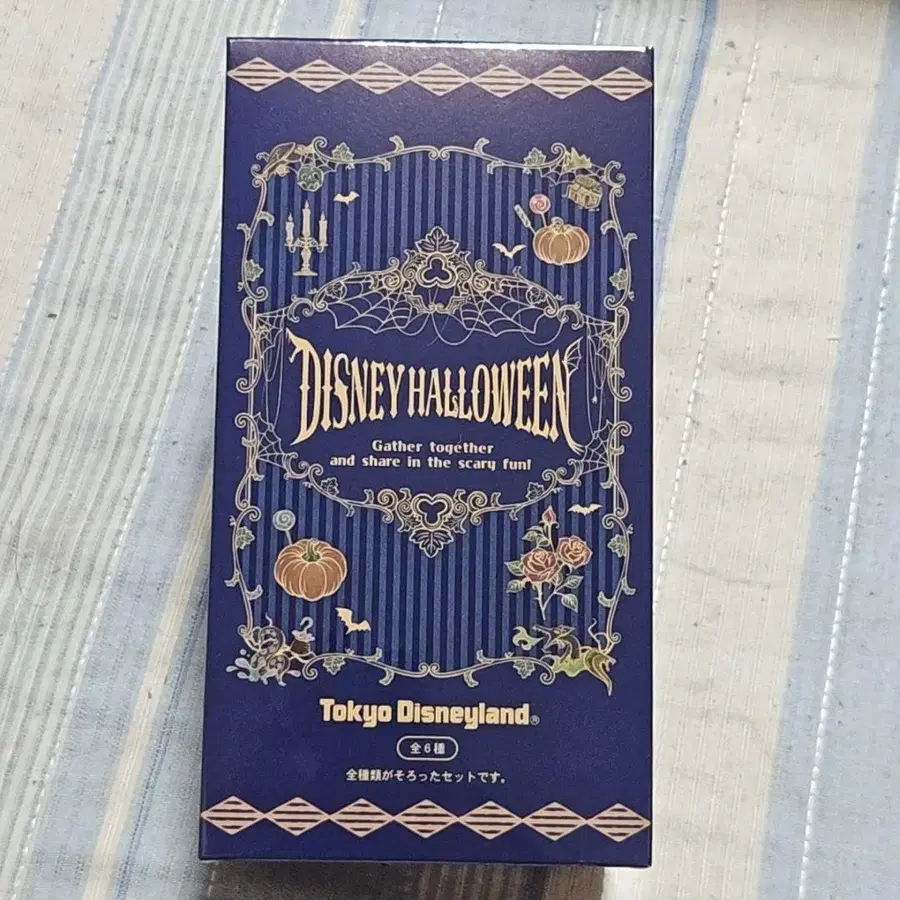 DISNEY HALLOWEEN
Gather together
and share in the scary fun!
Tokyo Disneyland®
全6種
全種類がそろったセットです。